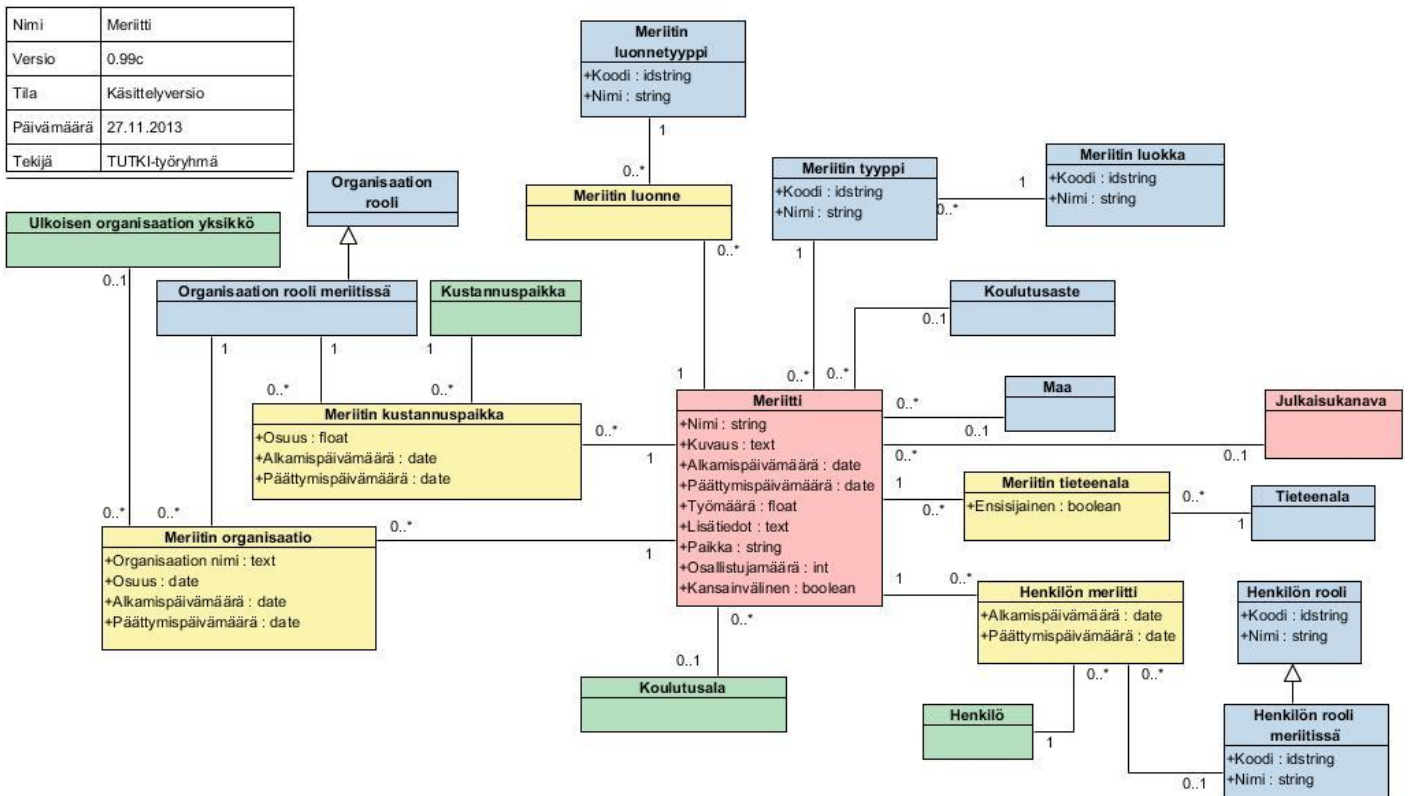 Nimi Meriitti
Versio 0.99c
Tila Käsittelyversio
Päivämäärä 27.11.2013
Tekijä TUTKI-työryhmä
Meriitin
luonnetyyppi
+Koodi : idstring
+Nimi : string
1
0..*
Meriitin luonne
0..*
1
Meriitin tyyppi
+Koodi : idstring
+Nimi : string
1
0..*
Meriitin luokka
+Koodi : idstring
+Nimi : string
1
0..*
Organisaation
rooli
Ulkoisen organisaation yksikkö
0..1
0..*
Organisaation rooli meriitissä
1
1
0..*
0..*
Kustannuspaikka
1
0..*
Koulutusaste
0..1
0..*
Meriitin kustannuspaikka
+Osuus : float
+Alkamispäivämäärä : date
+Päättymispäivämäärä : date
0..*
1
Meriitti
+Nimi : string
+Kuvaus : text
+Alkamispäivämäärä : date
+Päättymispäivämäärä : date
+Työmäärä : float
+Lisätiedot : text
+Paikka : string
+Osallistujamäärä : int
+Kansainvälinen : boolean
Maa
0..*
0..1
Julkaisukanava
0..*
0..1
Meriitin tieteenala
+Ensisijainen : boolean
1
0..*
0..*
1
Tieteenala
Meriitin organisaatio
+Organisaation nimi : text
+Osuus : date
+Alkamispäivämäärä : date
+Päättymispäivämäärä : date
0..*
1
Henkilön meriitti
+Alkamispäivämäärä : date
+Päättymispäivämäärä : date
1
0..*
0..*
0..*
Henkilön rooli
+Koodi : idstring
+Nimi : string
0..*
0..1
Koulutusala
Henkilö
1
Henkilön rooli
meriitissä
+Koodi : idstring
+Nimi : string
0..1